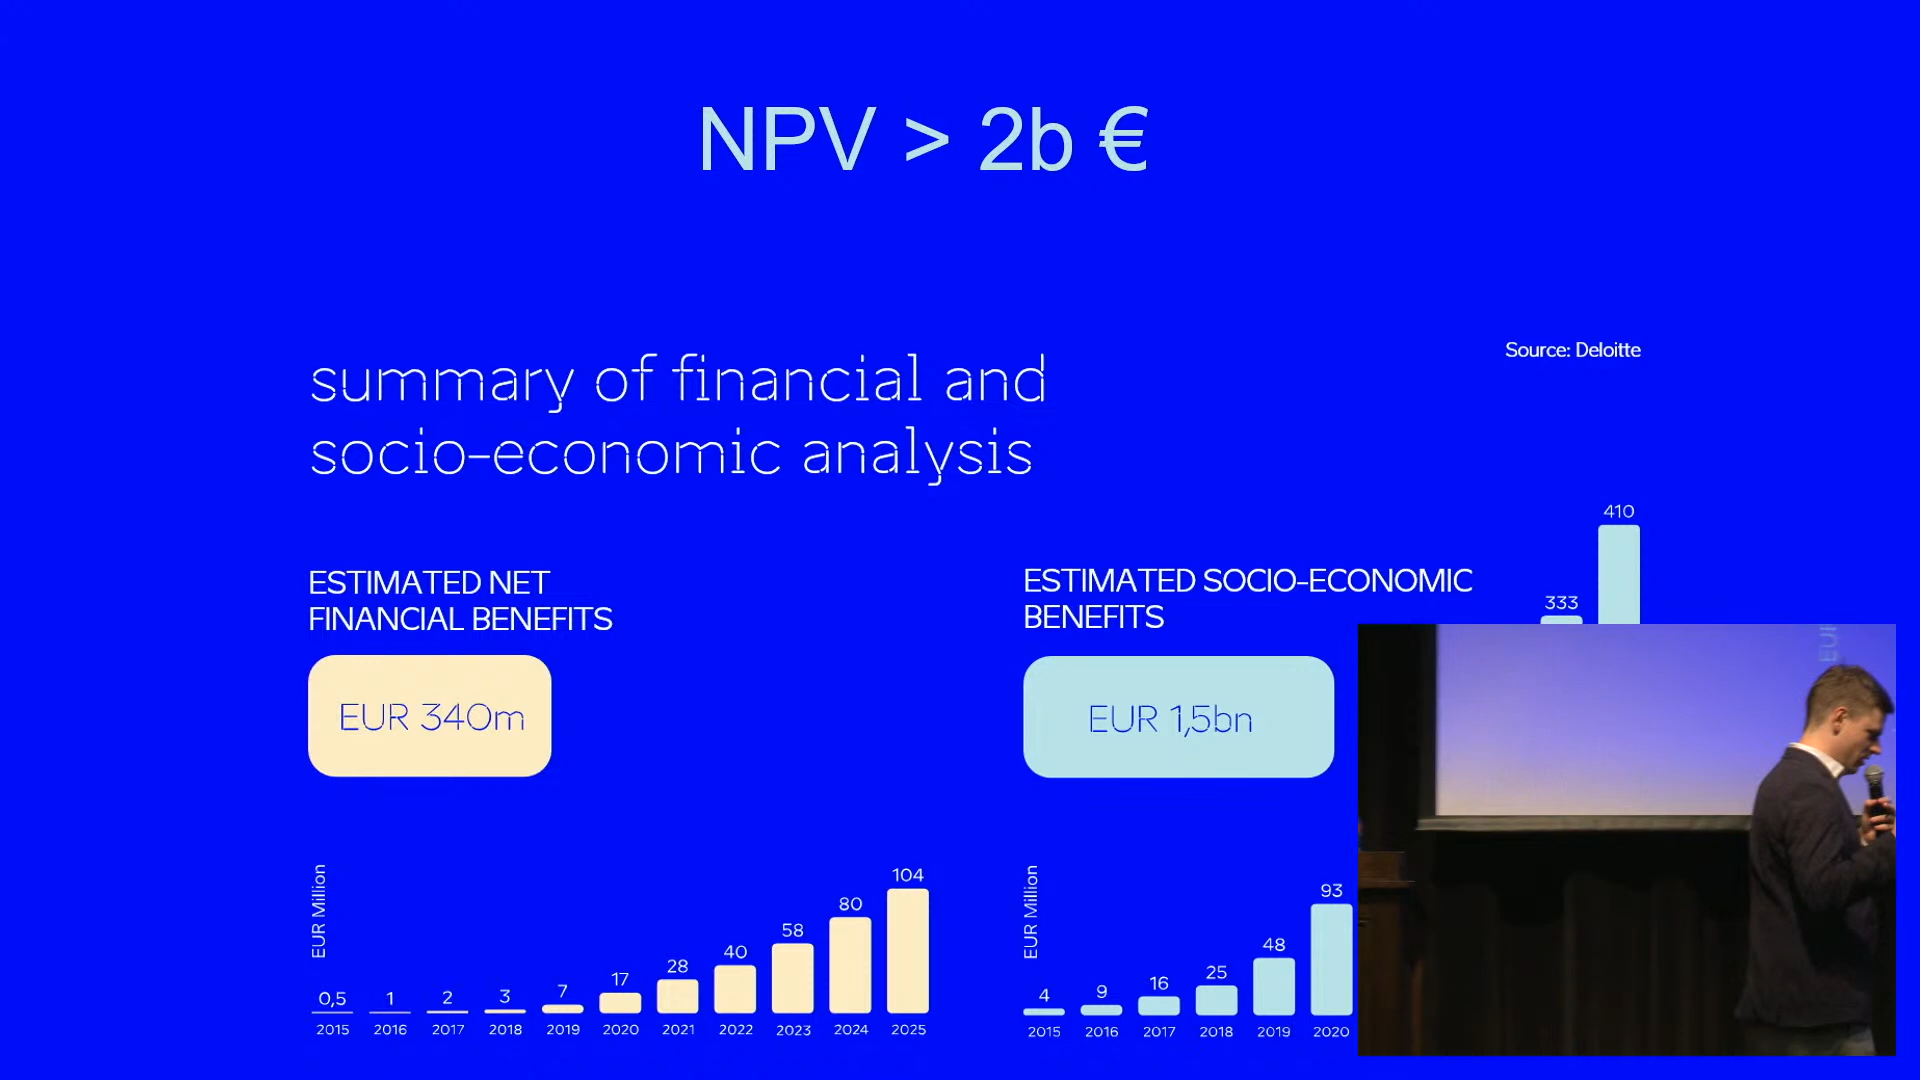 NPV > 2b €
Source: Deloitte
summary of financial and
socio-economic analysis
ESTIMATED NET
FINANCIAL BENEFITS
EUR 340m
EUR Million
0,5 1 2 3 7 17 28 40 58 80 104
2015 2016 2017 2018 2019 2020 2021 2022 2023 2024 2025
ESTIMATED SOCIO-ECONOMIC
BENEFITS
EUR 1,5bn
EUR Million
4 9 16 25 48 93 333 410
2015 2016 2017 2018 2019 2020
EUR